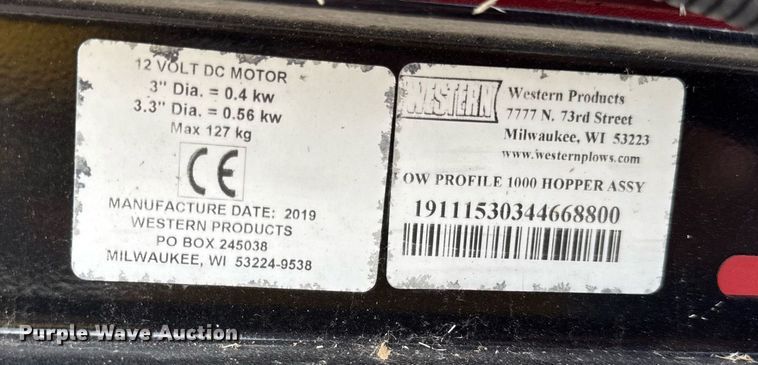 12 VOLT DC MOTOR
3" Dia. = 0.4 kw
3.3" Dia. = 0.56 kw
Max 127 kg
CE
MANUFACTURE DATE: 2019
WESTERN PRODUCTS
PO BOX 245038
MILWAUKEE, WI 53224-9538
WESTERN
Western Products
7777 N. 73rd Street
Milwaukee, WI 53223
www.westernplows.com
OW PROFILE 1000 HOPPER ASSY
19111530344668800
Purple Wave Auction